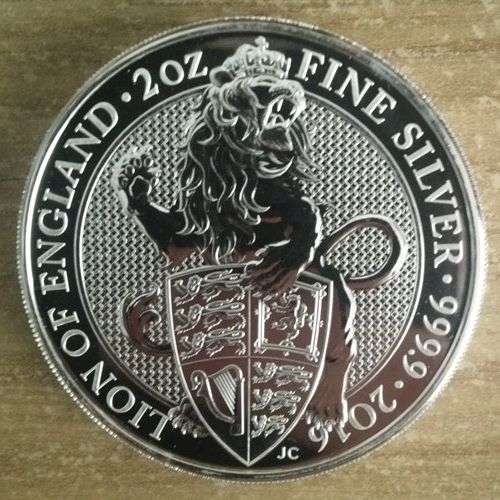 LION OF ENGLAND · 2OZ FINE SILVER · 999.9 · 2016
JC